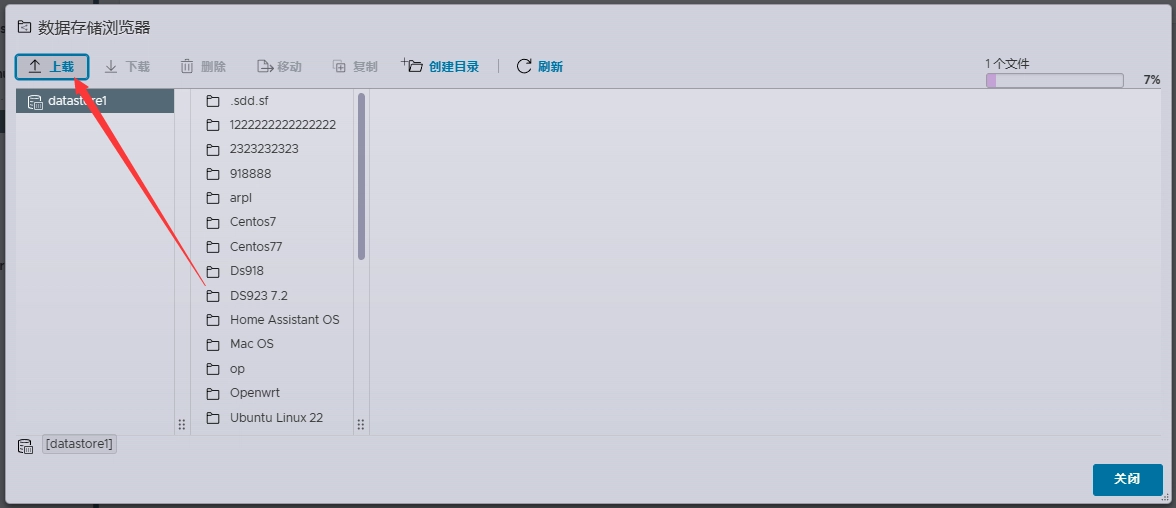 数据存储浏览器
上载 下载 删除 移动 复制 创建目录 刷新
1 个文件
7%
datastore1
.sdd.sf
1222222222222222
2323232323
918888
arpl
Centos7
Centos77
Ds918
DS923 7.2
Home Assistant OS
Mac OS
op
Openwrt
Ubuntu Linux 22
[datastore1]
关闭